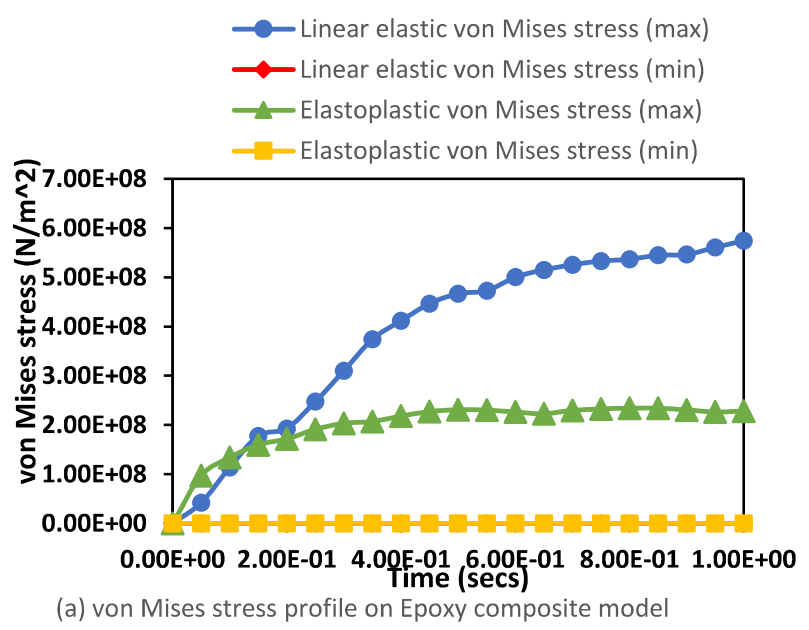 Linear elastic von Mises stress (max)
Linear elastic von Mises stress (min)
Elastoplastic von Mises stress (max)
Elastoplastic von Mises stress (min)
von Mises stress (N/m^2)
7.00E+08
6.00E+08
5.00E+08
4.00E+08
3.00E+08
2.00E+08
1.00E+08
0.00E+00
0.00E+00 2.00E-01 4.00E-01 6.00E-01 8.00E-01 1.00E+00
Time (secs)
(a) von Mises stress profile on Epoxy composite model